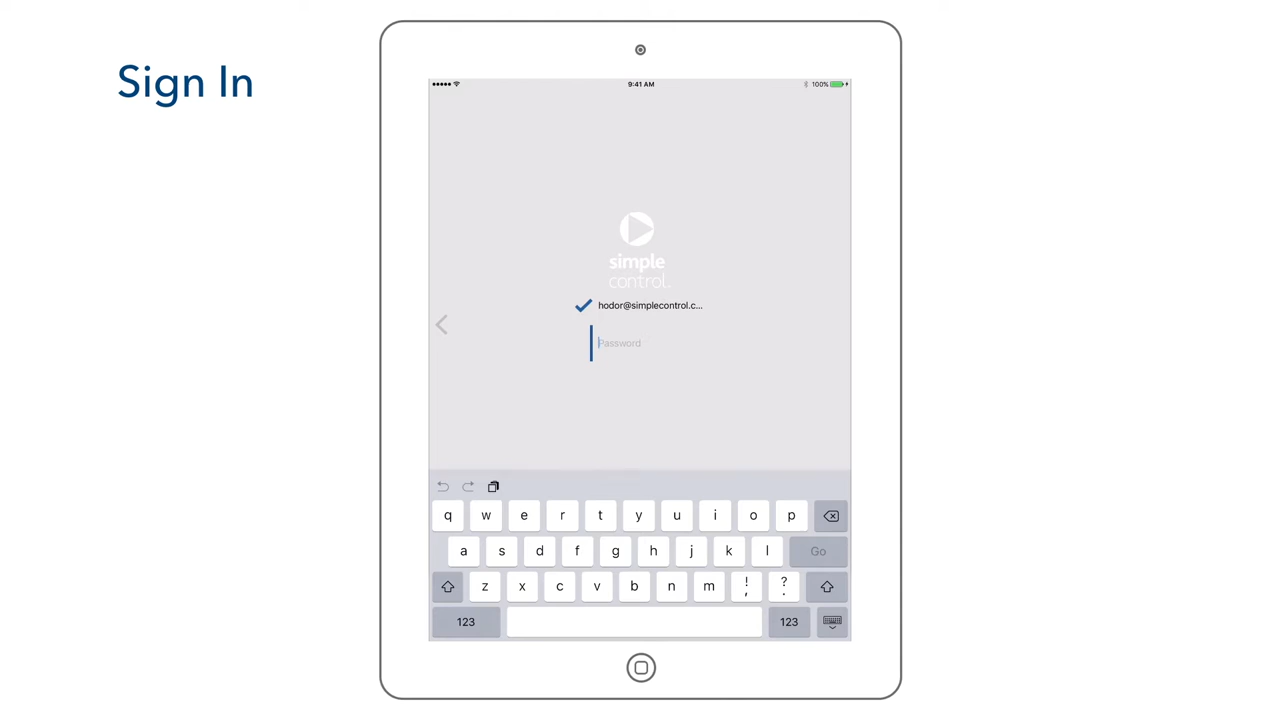 Sign In
9:41 AM
100%
simple
control.
hodor@simplecontrol.c...
Password
q w e r t y u i o p
a s d f g h j k l Go
z x c v b n m ! , ? .
123 123